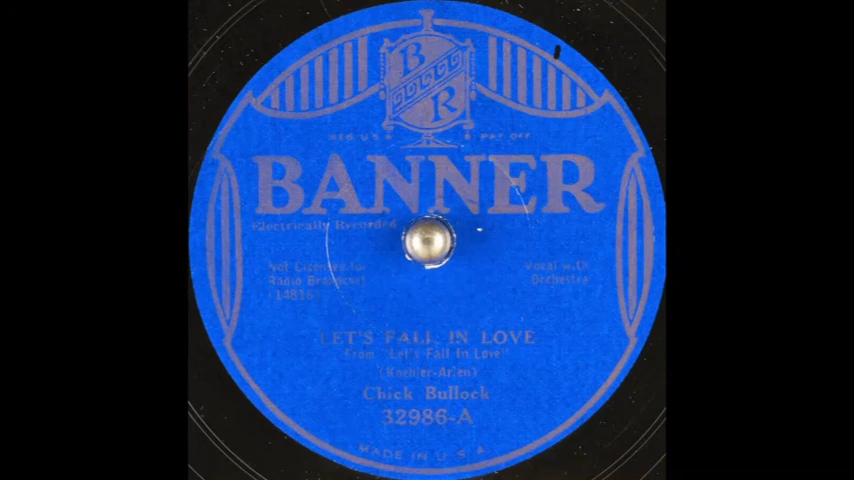 B
R
REG. U.S. PAT. OFF.
BANNER
Electrically Recorded
Not Licensed for
Radio Broadcast
(14816)
Vocal with
Orchestra
LET'S FALL IN LOVE
From "Let's Fall In Love"
(Koehler-Arlen)
Chick Bullock
32986-A
MADE IN U.S.A.